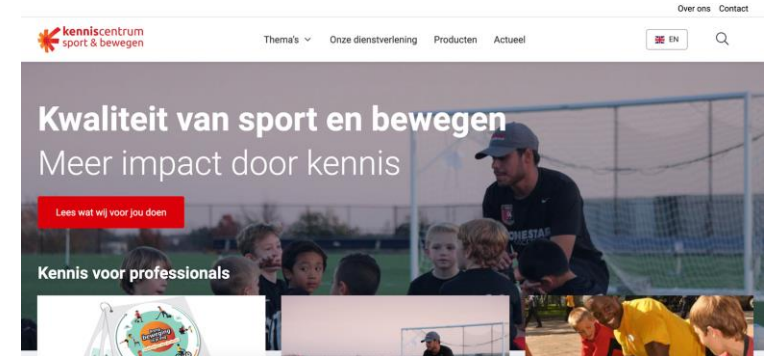 Over ons Contact
kenniscentrum
sport & bewegen
Thema's Onze dienstverlening Producten Actueel
EN
Kwaliteit van sport en bewegen
Meer impact door kennis
Lees wat wij voor jou doen
Kennis voor professionals
beweging